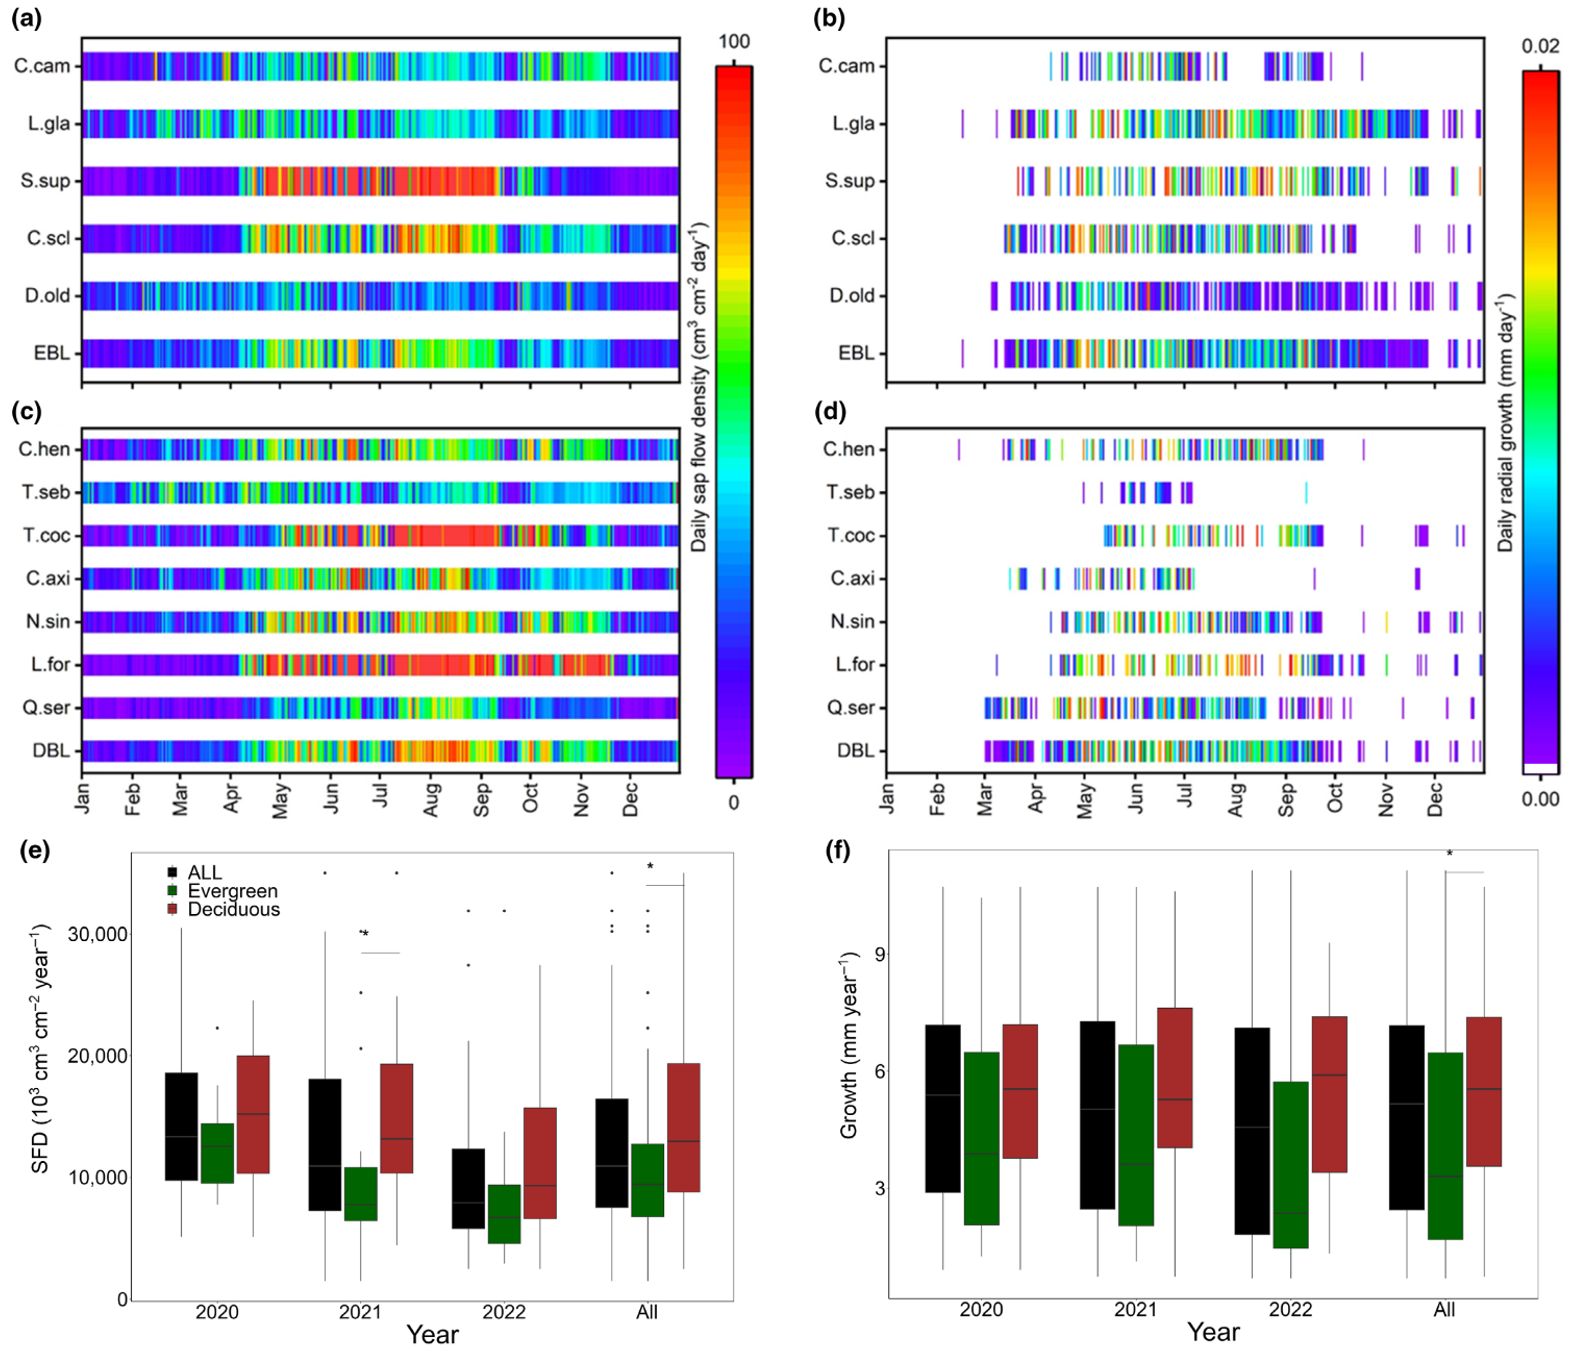 (a)
C.cam
L.gla
S.sup
C.scl
D.old
EBL
100
Daily sap flow density (cm³ cm⁻² day⁻¹)
0
(b)
C.cam
L.gla
S.sup
C.scl
D.old
EBL
0.02
Daily radial growth (mm day⁻¹)
0.00
(c)
C.hen
T.seb
T.coc
C.axi
N.sin
L.for
Q.ser
DBL
Jan Feb Mar Apr May Jun Jul Aug Sep Oct Nov Dec
(d)
C.hen
T.seb
T.coc
C.axi
N.sin
L.for
Q.ser
DBL
Jan Feb Mar Apr May Jun Jul Aug Sep Oct Nov Dec
(e)
ALL
Evergreen
Deciduous
*
*
SFD (10³ cm³ cm⁻² year⁻¹)
30,000
20,000
10,000
0
2020 2021 2022 All
Year
(f)
*
Growth (mm year⁻¹)
9
6
3
2020 2021 2022 All
Year